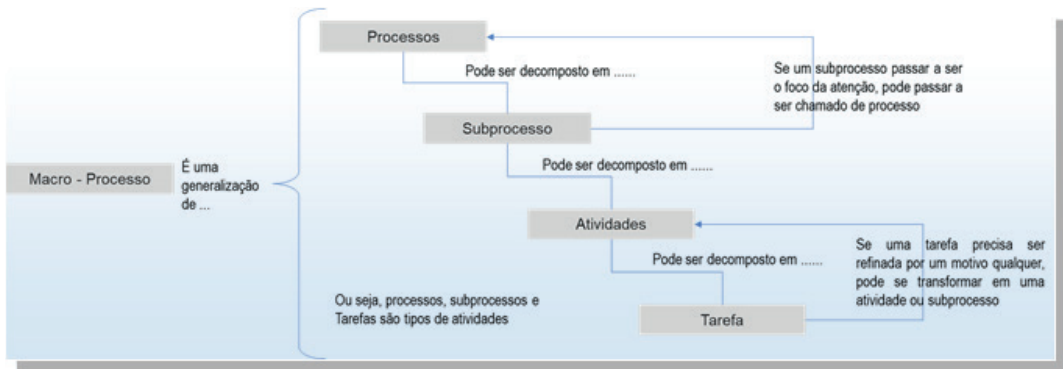 Processos
Pode ser decomposto em ......
Se um subprocesso passar a ser
o foco da atenção, pode passar a
ser chamado de processo
Subprocesso
Macro - Processo
É uma
generalização
de ...
Pode ser decomposto em ......
Atividades
Pode ser decomposto em ......
Se uma tarefa precisa ser
refinada por um motivo qualquer,
pode se transformar em uma
atividade ou subprocesso
Ou seja, processos, subprocessos e
Tarefas são tipos de atividades
Tarefa